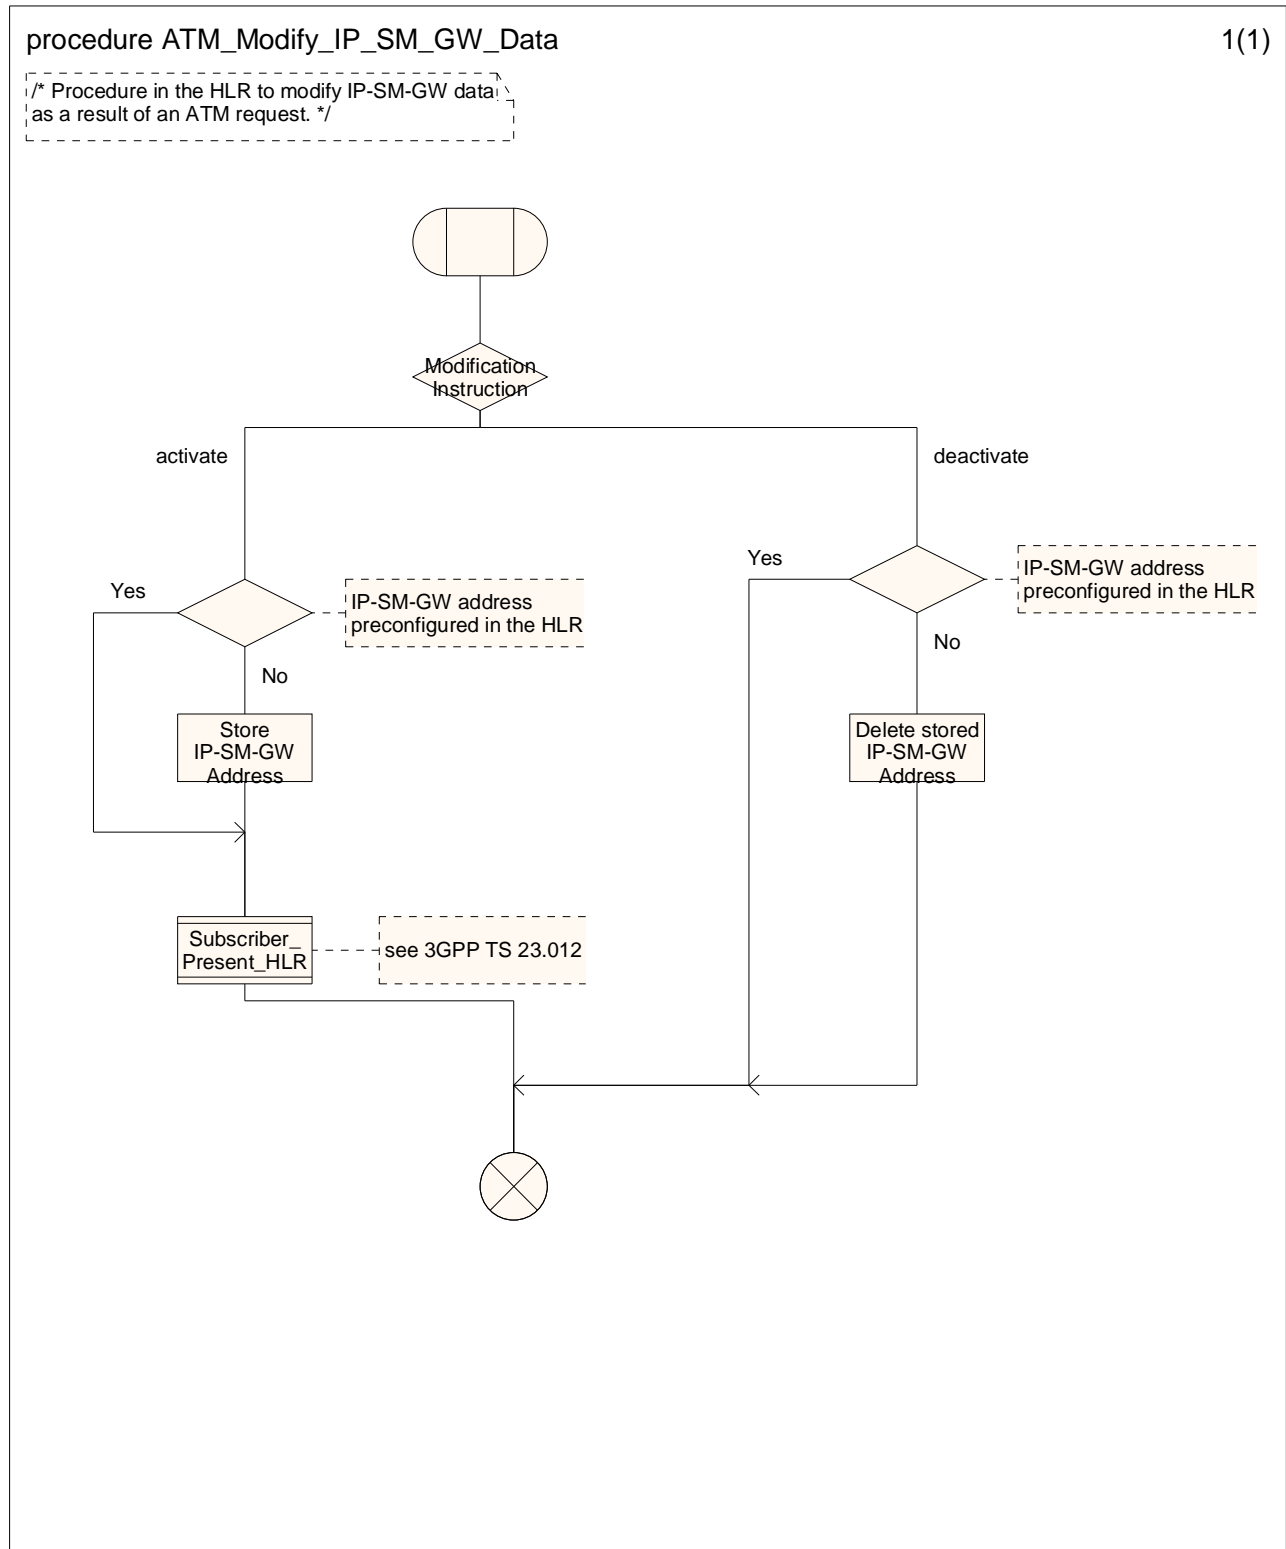 procedure ATM_Modify_IP_SM_GW_Data
1(1)
/* Procedure in the HLR to modify IP-SM-GW data
as a result of an ATM request. */
Modification
Instruction
activate
deactivate
Yes
IP-SM-GW address
preconfigured in the HLR
No
Yes
IP-SM-GW address
preconfigured in the HLR
No
Store
IP-SM-GW
Address
Delete stored
IP-SM-GW
Address
Subscriber_
Present_HLR
see 3GPP TS 23.012